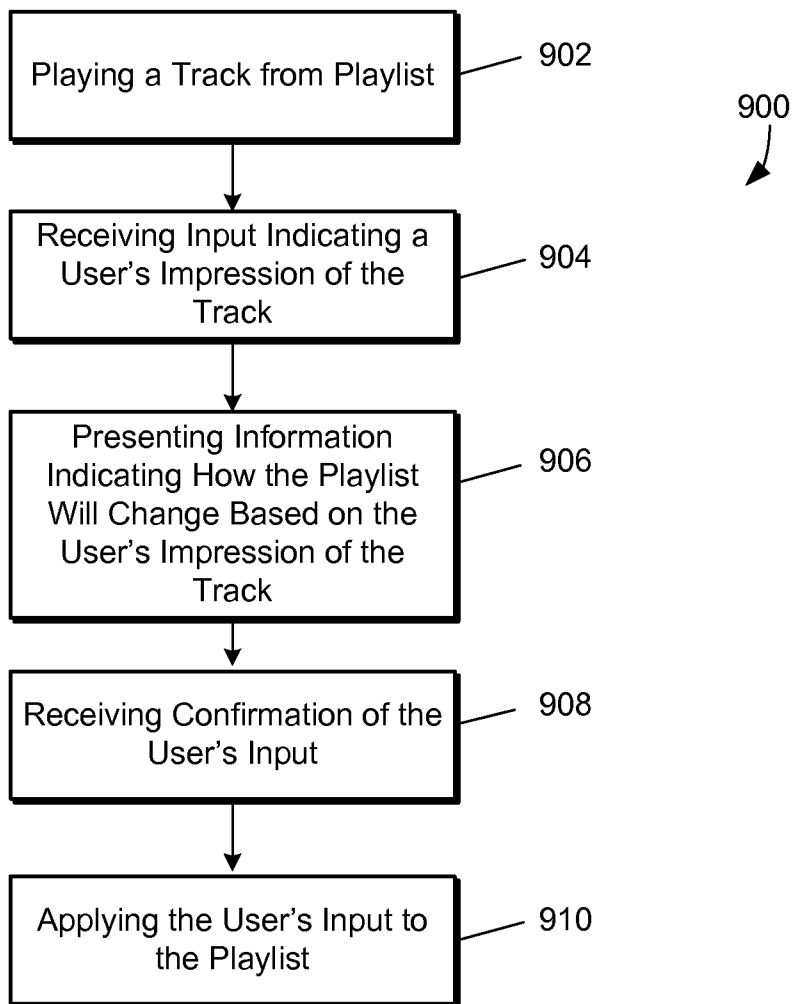 Playing a Track from Playlist
902
900
Receiving Input Indicating a
User's Impression of the
Track
904
Presenting Information
Indicating How the Playlist
Will Change Based on the
User's Impression of the
Track
906
Receiving Confirmation of the
User's Input
908
Applying the User's Input to
the Playlist
910